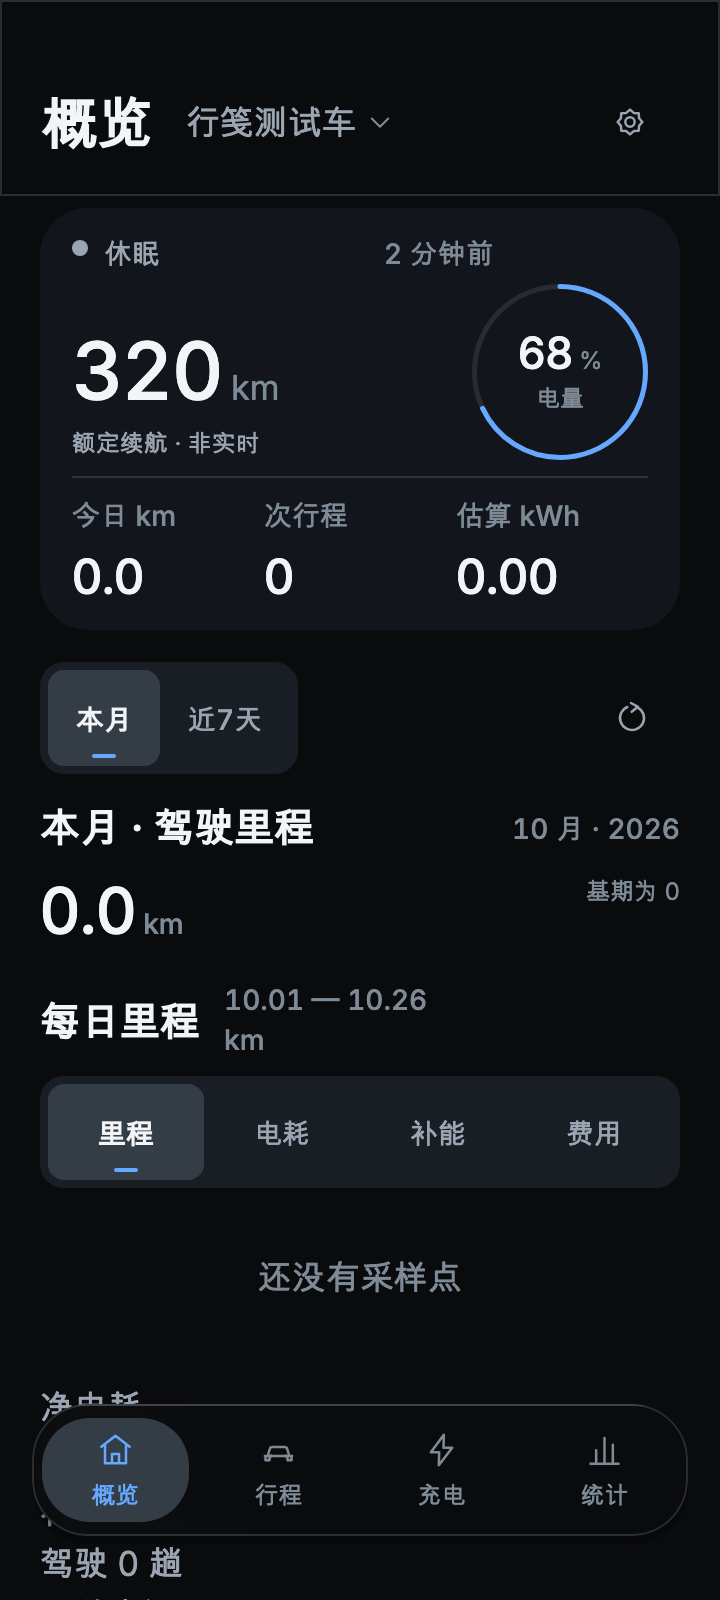 概览 行笺测试车
休眠 2 分钟前
320 km
68 %
电量
额定续航 · 非实时
今日 km 次行程 估算 kWh
0.0 0 0.00
本月 近7天
本月 · 驾驶里程 10 月 · 2026
0.0 km 基期为 0
每日里程 10.01 — 10.26
km
里程 电耗 补能 费用
还没有采样点
净电耗
概览 行程 充电 统计
驾驶 0 趟